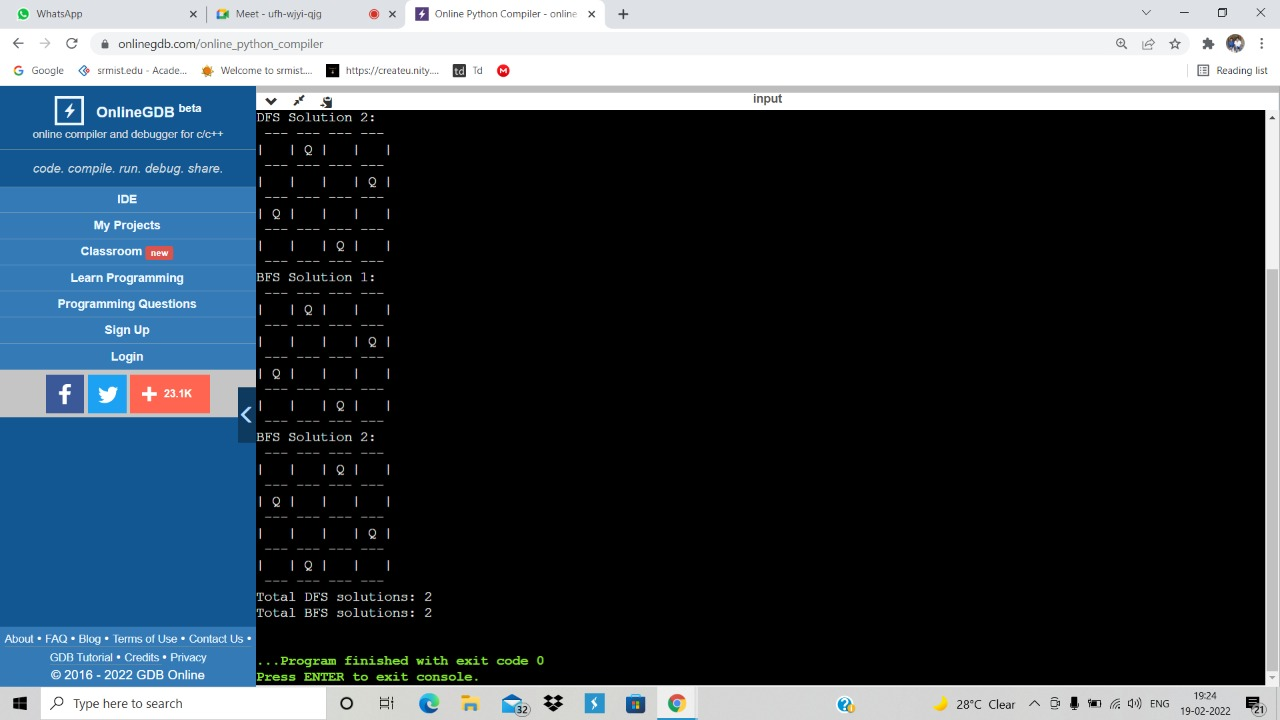 WhatsApp
Meet - ufh-wjyi-qjj
Online Python Compiler - online
onlinegdb.com/online_python_compiler
Google
srmist.edu - Acade...
Welcome to srmist....
https://createu.nity....
td Td
M
Reading list
OnlineGDB beta
online compiler and debugger for c/c++
code. compile. run. debug. share.
IDE
My Projects
Classroom new
Learn Programming
Programming Questions
Sign Up
Login
f
+ 23.1K
About • FAQ • Blog • Terms of Use • Contact Us •
GDB Tutorial • Credits • Privacy
© 2016 - 2022 GDB Online
input
DFS Solution 2:
 --- --- --- ---
|   | Q |   |   |
 --- --- --- ---
|   |   |   | Q |
 --- --- --- ---
| Q |   |   |   |
 --- --- --- ---
|   |   | Q |   |
 --- --- --- ---
BFS Solution 1:
 --- --- --- ---
|   | Q |   |   |
 --- --- --- ---
|   |   |   | Q |
 --- --- --- ---
| Q |   |   |   |
 --- --- --- ---
|   |   | Q |   |
 --- --- --- ---
BFS Solution 2:
 --- --- --- ---
|   |   | Q |   |
 --- --- --- ---
| Q |   |   |   |
 --- --- --- ---
|   |   |   | Q |
 --- --- --- ---
|   | Q |   |   |
 --- --- --- ---
Total DFS solutions: 2
Total BFS solutions: 2
...Program finished with exit code 0
Press ENTER to exit console.
Type here to search
32
28°C Clear
ENG
19:24
19-02-2022
21